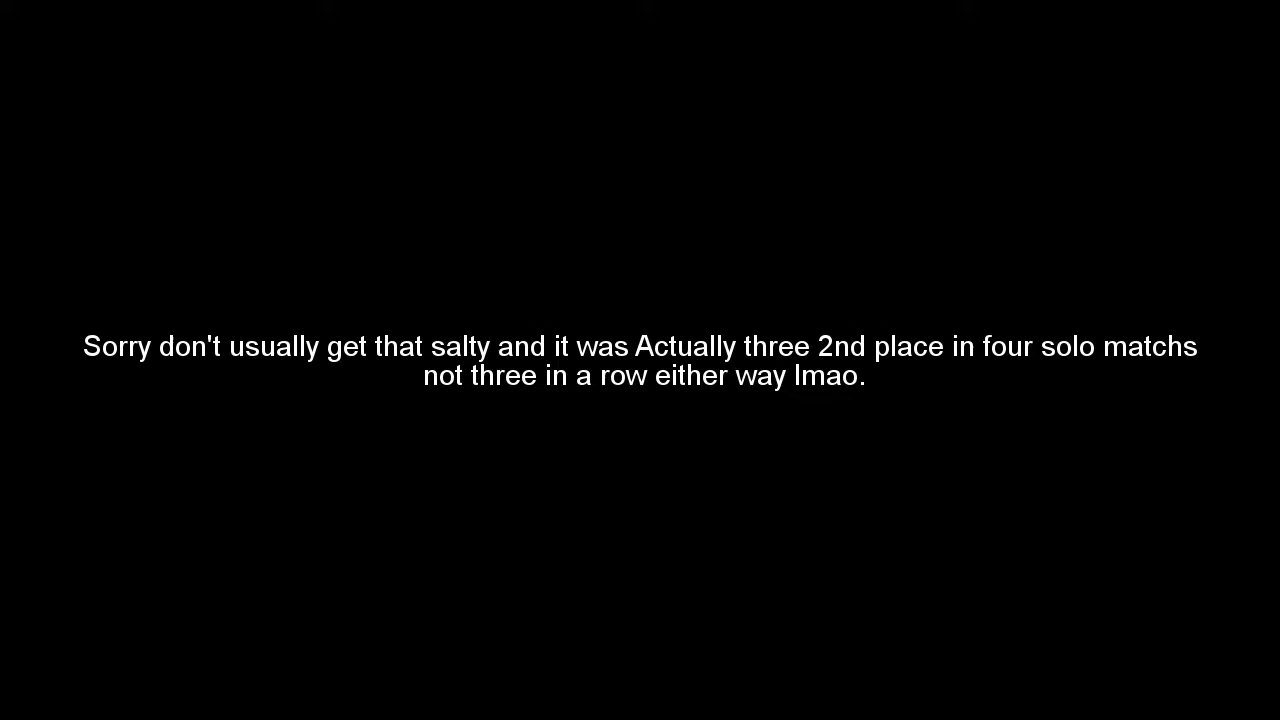 Sorry don't usually get that salty and it was Actually three 2nd place in four solo matchs
not three in a row either way lmao.